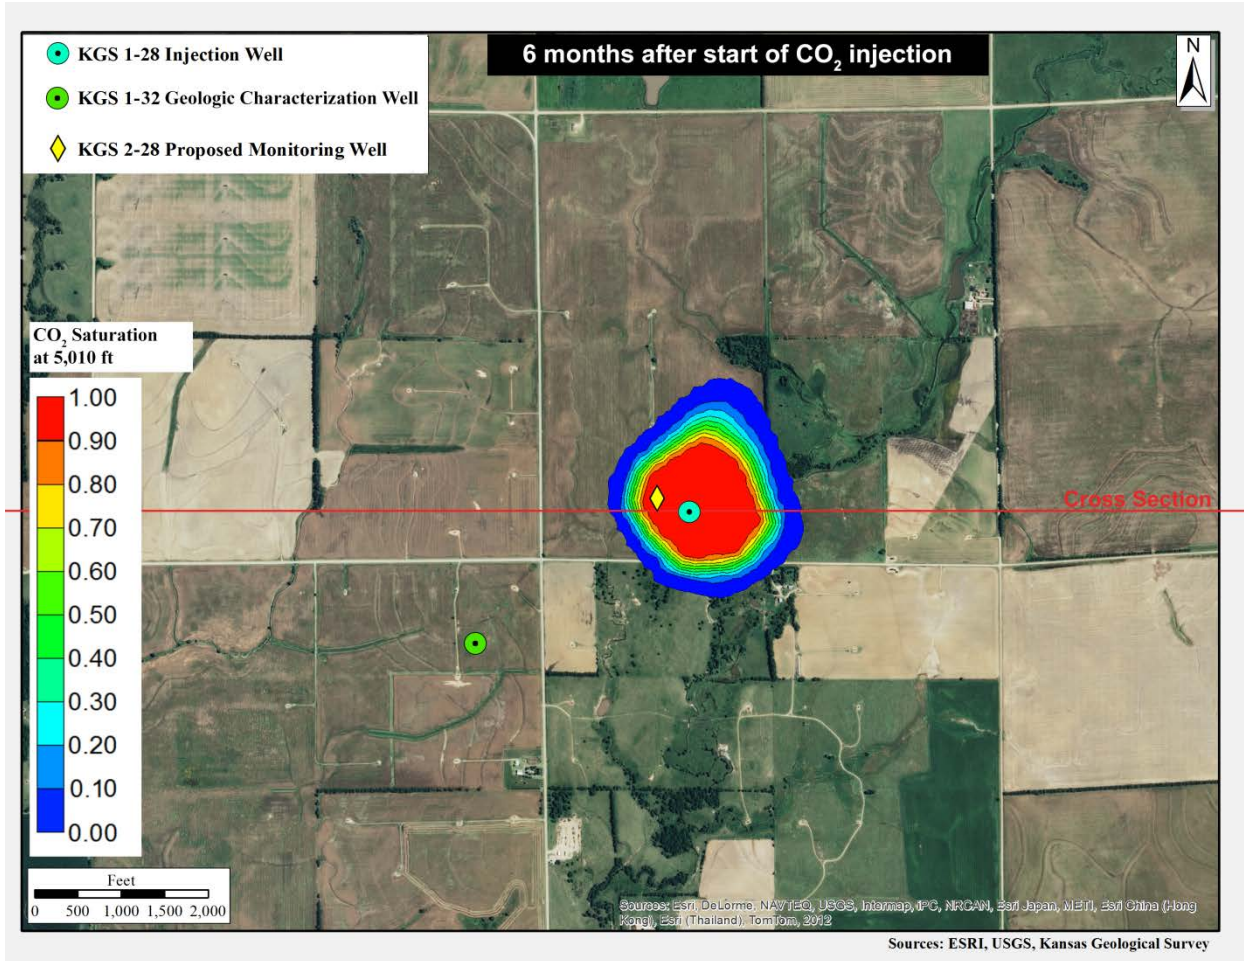 6 months after start of CO₂ injection
N
KGS 1-28 Injection Well
KGS 1-32 Geologic Characterization Well
KGS 2-28 Proposed Monitoring Well
CO₂ Saturation
at 5,010 ft
1.00
0.90
0.80
0.70
0.60
0.50
0.40
0.30
0.20
0.10
0.00
Cross Section
Feet
0 500 1,000 1,500 2,000
Sources: Esri, DeLorme, NAVTEQ, USGS, Intermap, iPC, NRCAN, Esri Japan, METI, Esri China (Hong
Kong), Esri (Thailand), TomTom, 2012
Sources: ESRI, USGS, Kansas Geological Survey